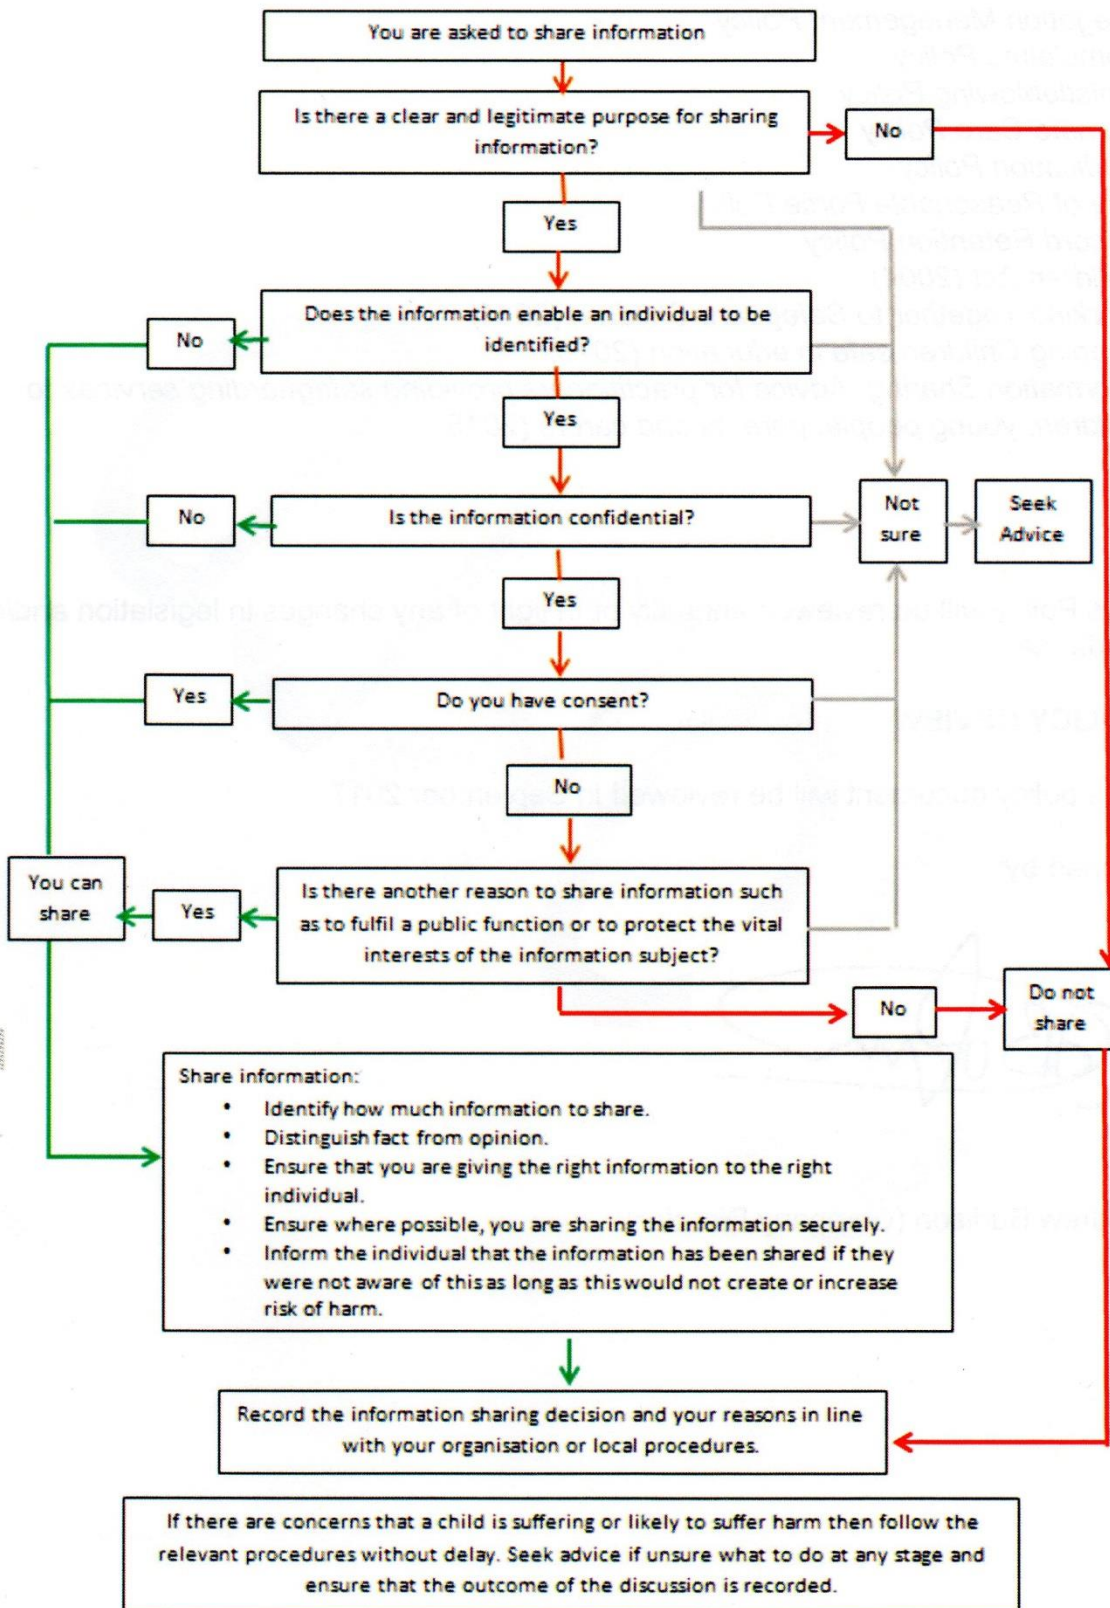 You are asked to share information
Is there a clear and legitimate purpose for sharing
information?
No
Yes
Does the information enable an individual to be
identified?
No
Yes
Is the information confidential?
No
Not
sure
Seek
Advice
Yes
Do you have consent?
Yes
No
Is there another reason to share information such
as to fulfil a public function or to protect the vital
interests of the information subject?
Yes
You can
share
No
Do not
share
Share information:
• Identify how much information to share.
• Distinguish fact from opinion.
• Ensure that you are giving the right information to the right
individual.
• Ensure where possible, you are sharing the information securely.
• Inform the individual that the information has been shared if they
were not aware of this as long as this would not create or increase
risk of harm.
Record the information sharing decision and your reasons in line
with your organisation or local procedures.
If there are concerns that a child is suffering or likely to suffer harm then follow the
relevant procedures without delay. Seek advice if unsure what to do at any stage and
ensure that the outcome of the discussion is recorded.